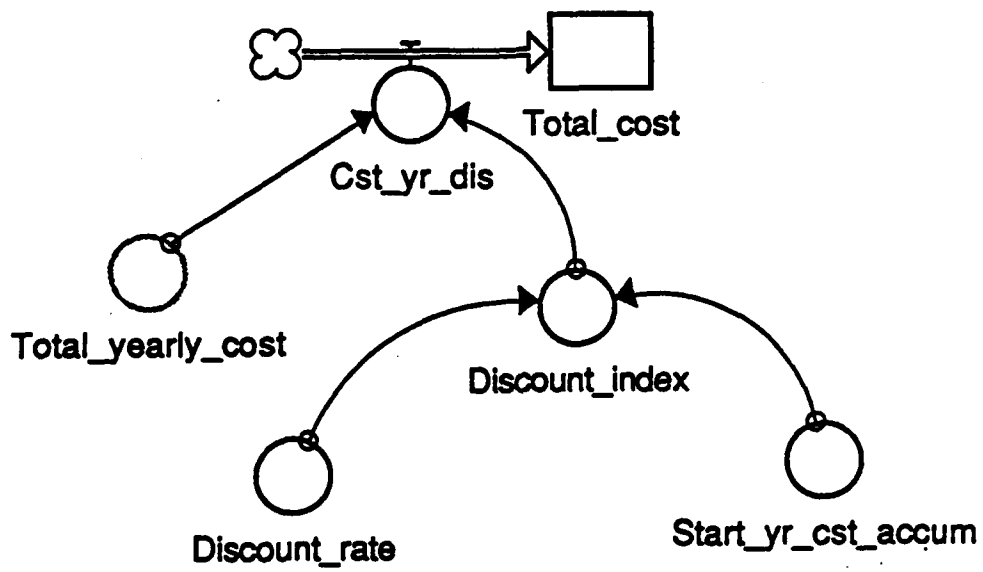 Total_cost
Cst_yr_dis
Total_yearly_cost
Discount_index
Discount_rate
Start_yr_cst_accum